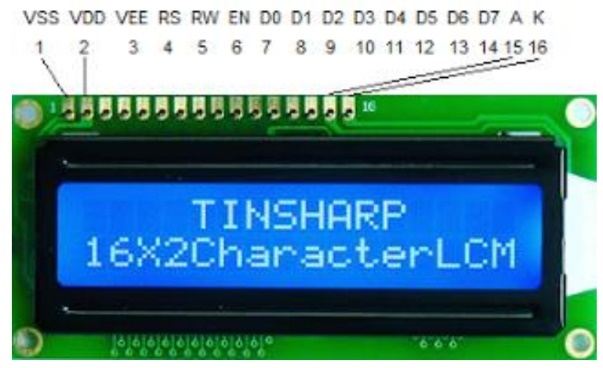 VSS VDD VEE RS RW EN D0 D1 D2 D3 D4 D5 D6 D7 A K
1 2 3 4 5 6 7 8 9 10 11 12 13 14 15 16
1 16
TINSHARP
16X2CharacterLCM